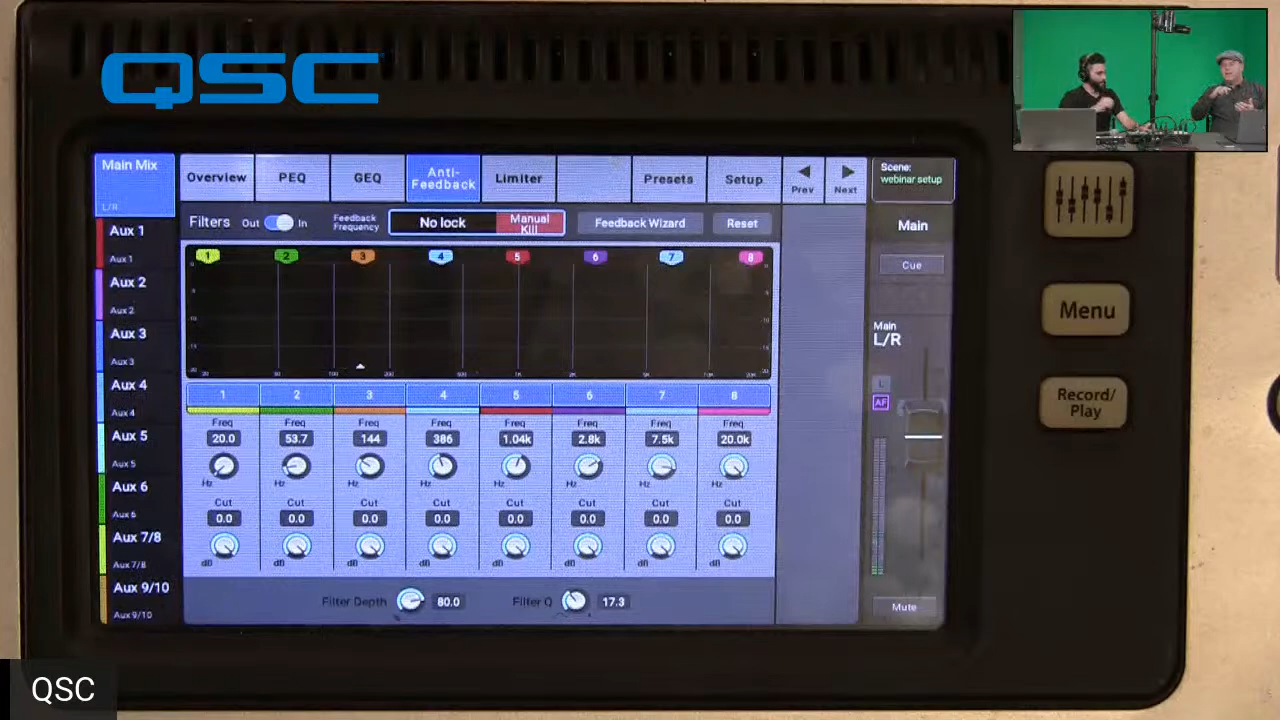 QSC
Main Mix
L/R
Overview
PEQ
GEQ
Anti-
Feedback
Limiter
Presets
Setup
Prev
Next
Scene:
webinar setup
Filters
Out
In
Feedback
Frequency
No lock
Manual
Kill
Feedback Wizard
Reset
Main
Cue
Main
L/R
L
AF
Mute
Aux 1
Aux 1
Aux 2
Aux 2
Aux 3
Aux 3
Aux 4
Aux 4
Aux 5
Aux 5
Aux 6
Aux 6
Aux 7/8
Aux 7/8
Aux 9/10
Aux 9/10
1 2 3 4 5 6 7 8
1 2 3 4 5 6 7 8
Freq Freq Freq Freq Freq Freq Freq Freq
20.0 53.7 144 386 1.04k 2.8k 7.5k 20.0k
Hz Hz Hz Hz Hz Hz Hz Hz
Cut Cut Cut Cut Cut Cut Cut Cut
0.0 0.0 0.0 0.0 0.0 0.0 0.0 0.0
dB dB dB dB dB dB dB dB
Filter Depth 80.0 Filter Q 17.3
Menu
Record/
Play
QSC